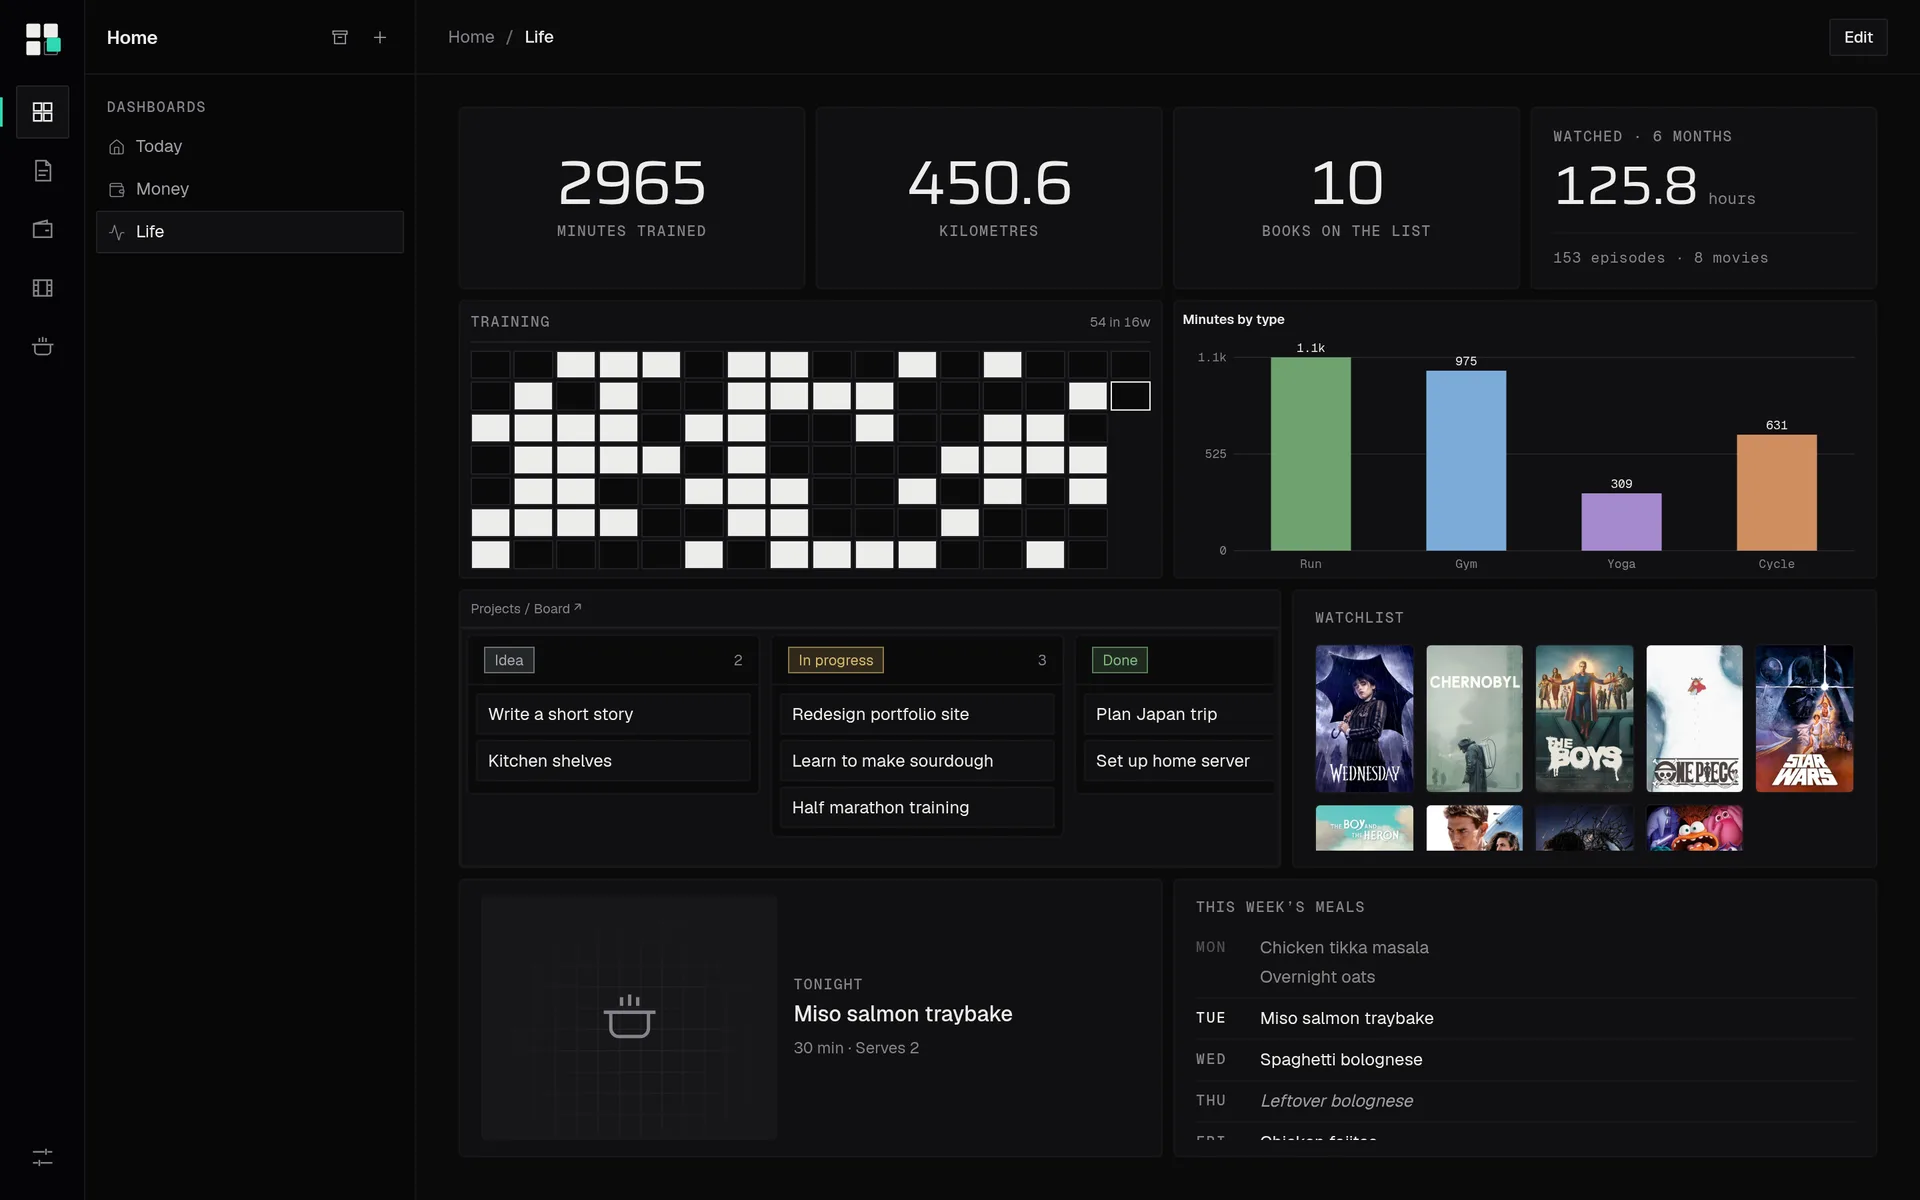 Home
Home / Life
Edit
DASHBOARDS
Today
Money
Life
2965
MINUTES TRAINED
450.6
KILOMETRES
10
BOOKS ON THE LIST
WATCHED · 6 MONTHS
125.8 hours
153 episodes · 8 movies
TRAINING
54 in 16w
Minutes by type
1.1k
525
0
1.1k
975
309
631
Run
Gym
Yoga
Cycle
Projects / Board ↗
Idea 2
Write a short story
Kitchen shelves
In progress 3
Redesign portfolio site
Learn to make sourdough
Half marathon training
Done
Plan Japan trip
Set up home server
WATCHLIST
WEDNESDAY
CHERNOBYL
THE BOYS
ONE PIECE
STAR WARS
THE BOY AND THE HERON
TONIGHT
Miso salmon traybake
30 min · Serves 2
THIS WEEK’S MEALS
MON Chicken tikka masala
Overnight oats
TUE Miso salmon traybake
WED Spaghetti bolognese
THU Leftover bolognese
FRI Chicken fajitas